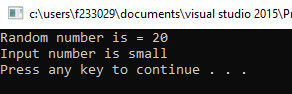 c:\users\f233029\documents\visual studio 2015\Pr
Random number is = 20
Input number is small
Press any key to continue . . .